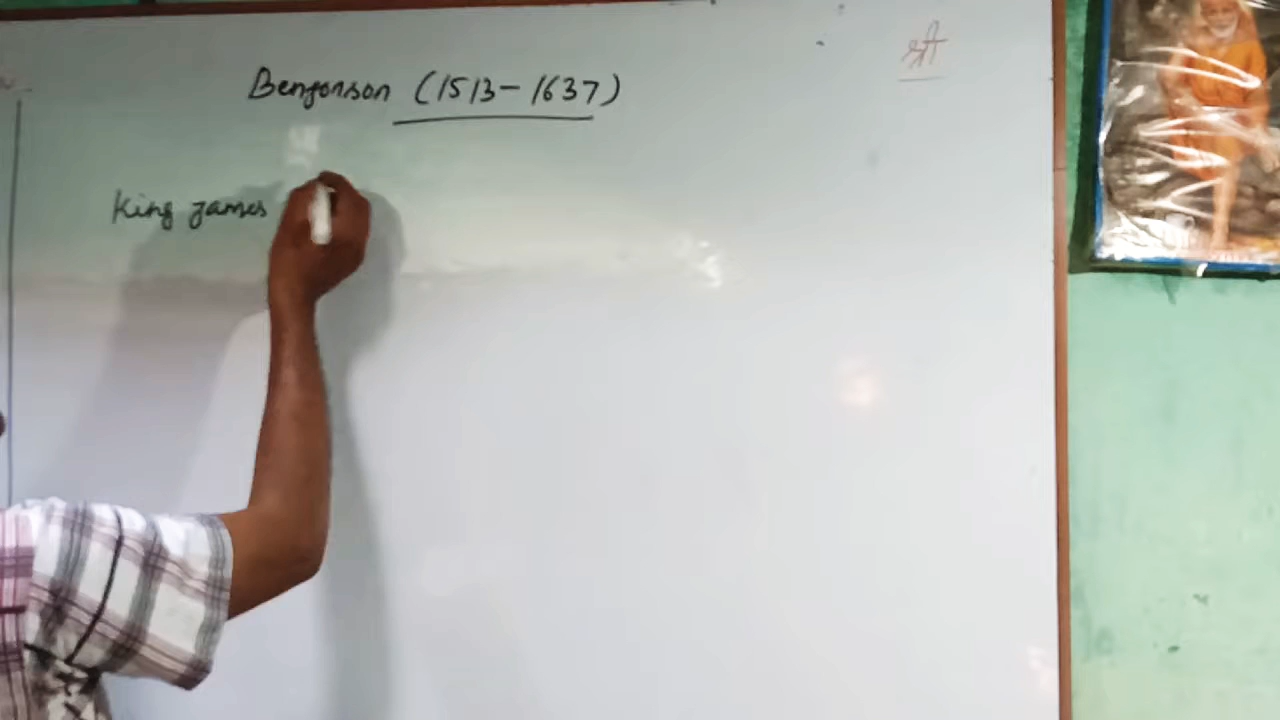 श्री
Benjonson (1513-1637)
King James